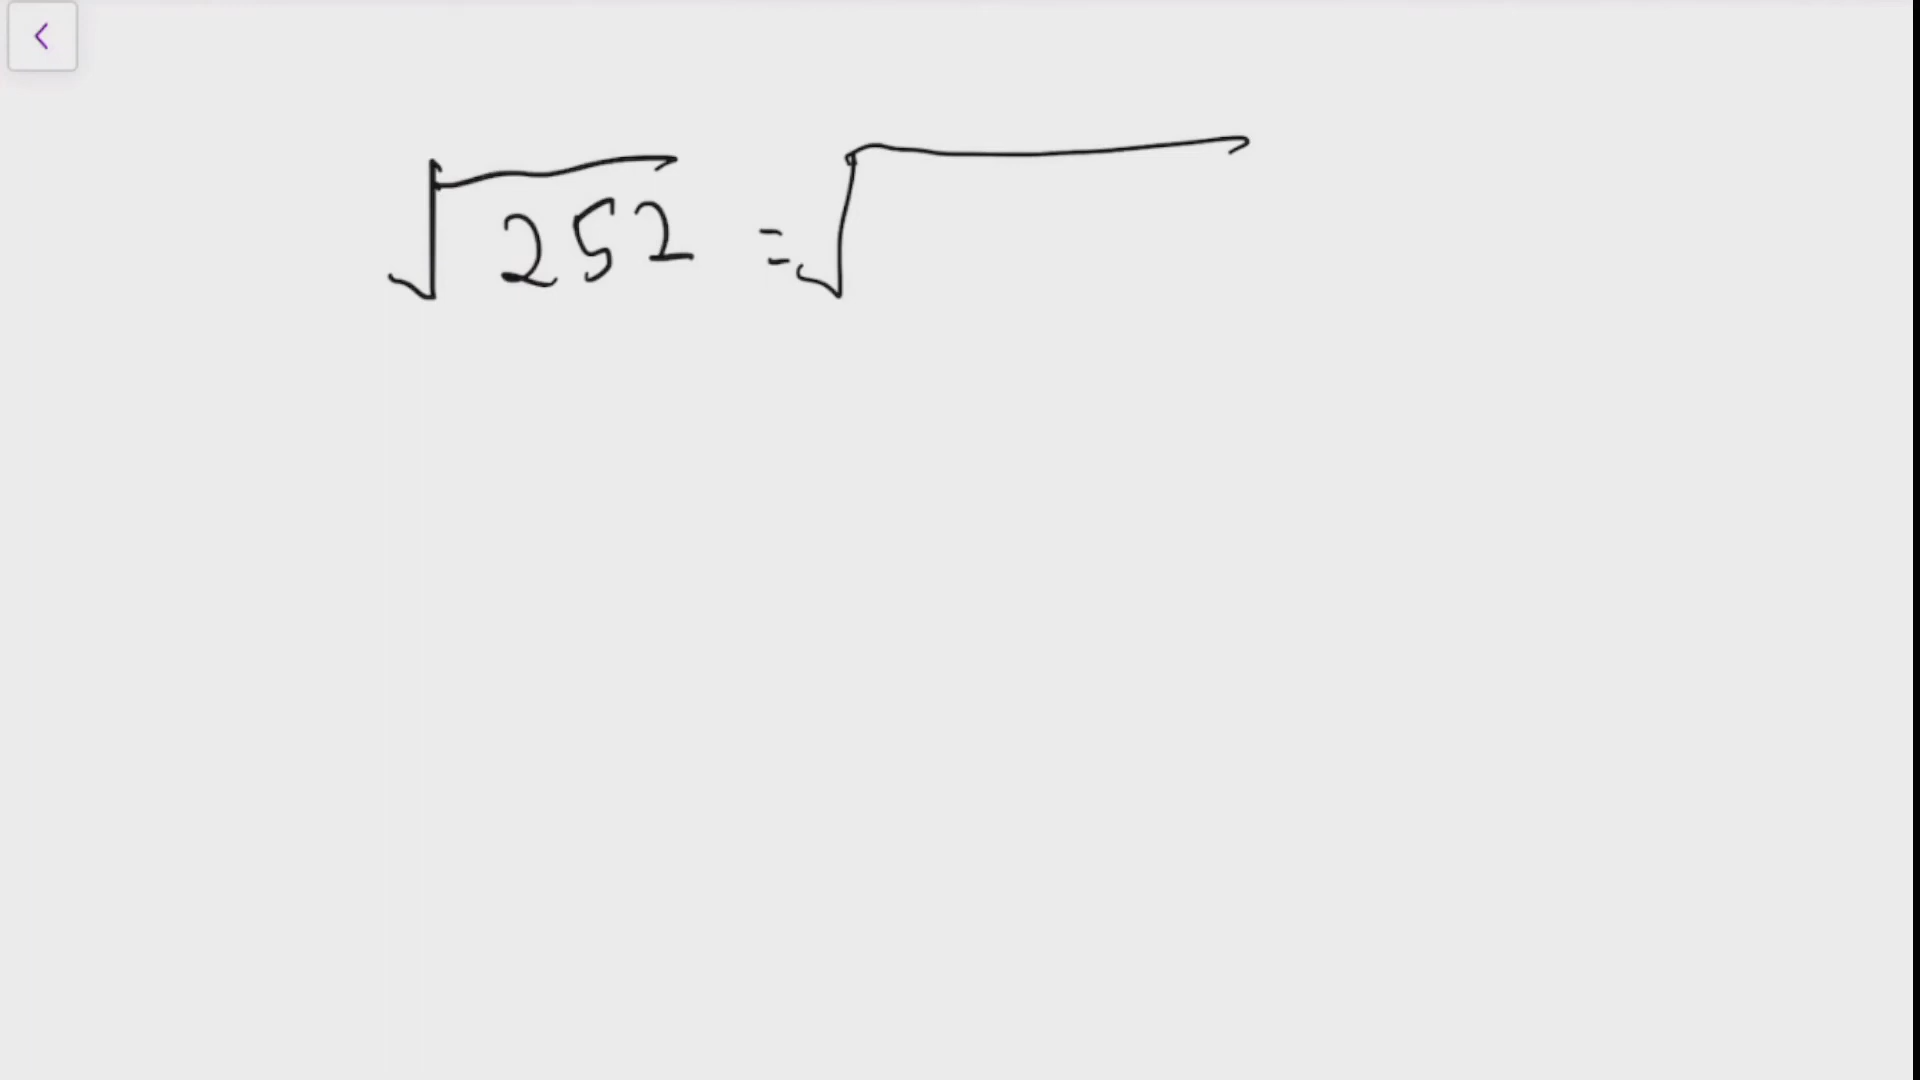 √252 = √